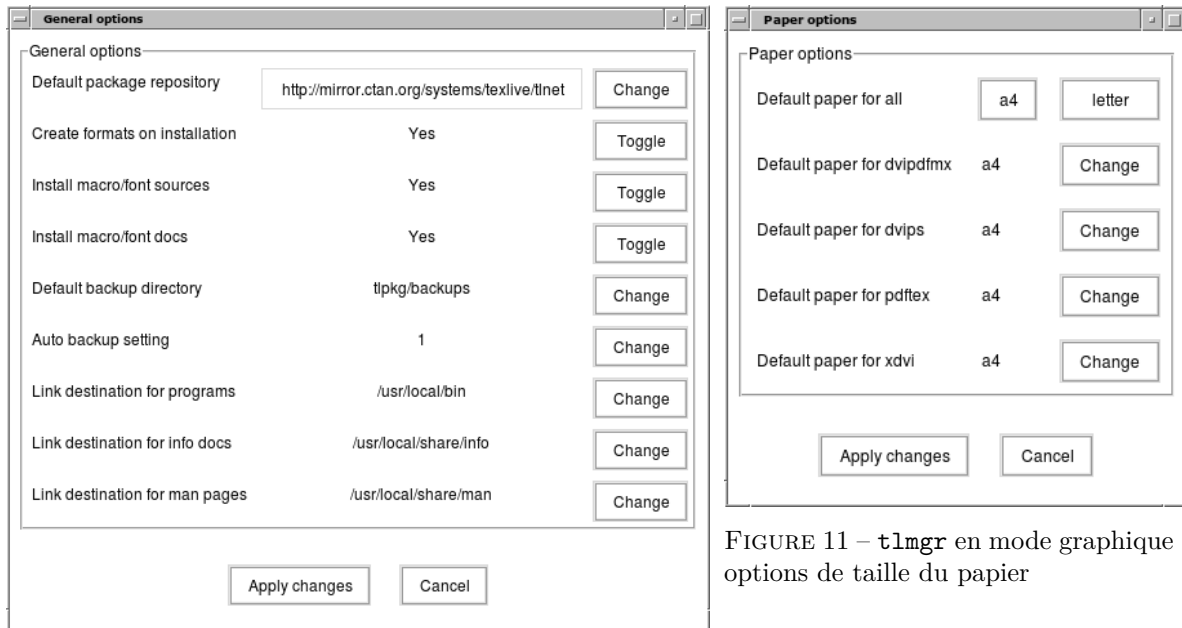 General options
General options
Default package repository http://mirror.ctan.org/systems/texlive/tlnet Change
Create formats on installation Yes Toggle
Install macro/font sources Yes Toggle
Install macro/font docs Yes Toggle
Default backup directory tlpkg/backups Change
Auto backup setting 1 Change
Link destination for programs /usr/local/bin Change
Link destination for info docs /usr/local/share/info Change
Link destination for man pages /usr/local/share/man Change
Apply changes Cancel
Paper options
Paper options
Default paper for all a4 letter
Default paper for dvipdfmx a4 Change
Default paper for dvips a4 Change
Default paper for pdftex a4 Change
Default paper for xdvi a4 Change
Apply changes Cancel
FIGURE 11 – tlmgr en mode graphique
options de taille du papier